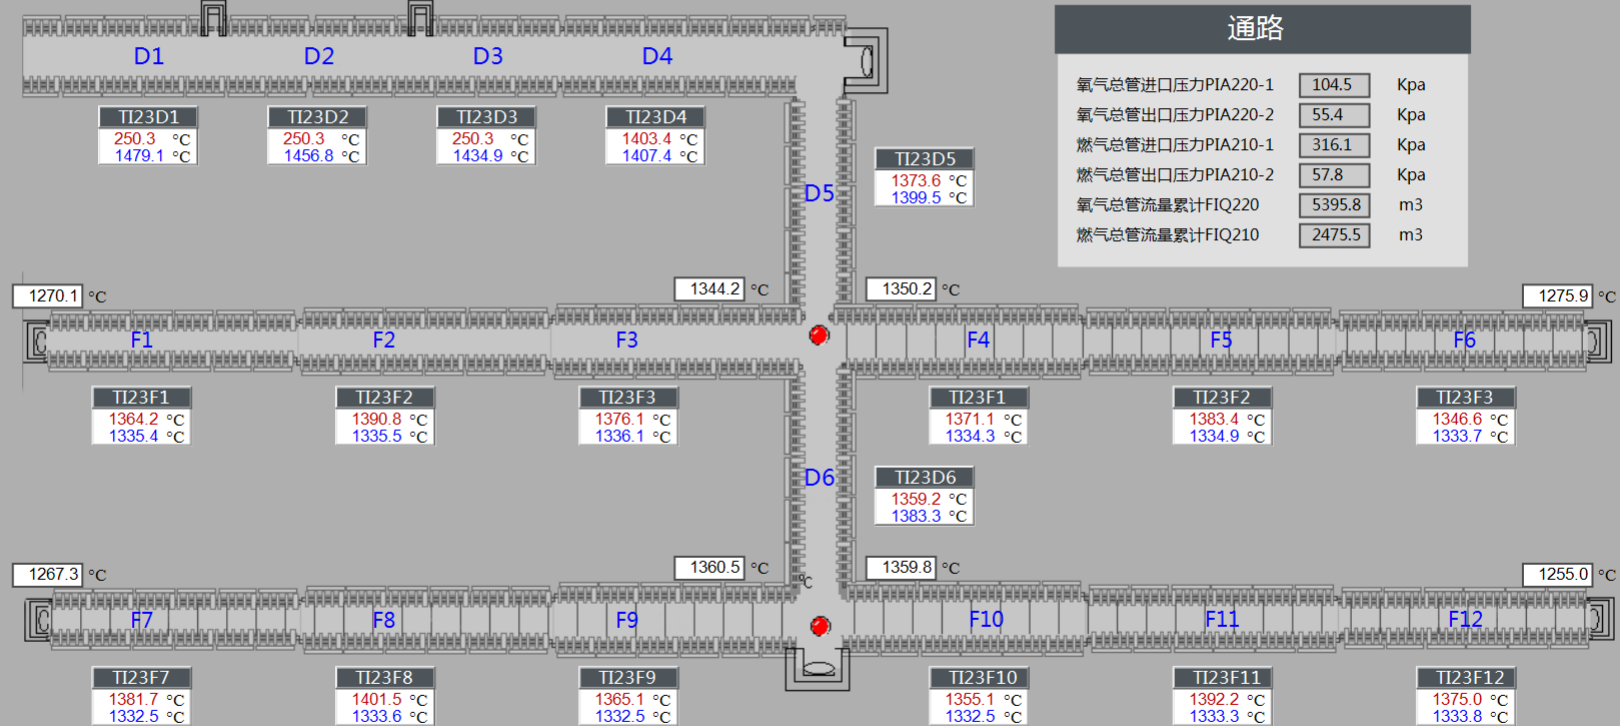 通路
D1 D2 D3 D4
氧气总管进口压力PIA220-1 104.5 Kpa
氧气总管出口压力PIA220-2 55.4 Kpa
燃气总管进口压力PIA210-1 316.1 Kpa
燃气总管出口压力PIA210-2 57.8 Kpa
氧气总管流量累计FIQ220 5395.8 m3
燃气总管流量累计FIQ210 2475.5 m3
TI23D1
250.3 °C
1479.1 °C
TI23D2
250.3 °C
1456.8 °C
TI23D3
250.3 °C
1434.9 °C
TI23D4
1403.4 °C
1407.4 °C
TI23D5
1373.6 °C
1399.5 °C
D5
1270.1 °C
1344.2 °C
1350.2 °C
1275.9 °C
F1 F2 F3 F4 F5 F6
TI23F1
1364.2 °C
1335.4 °C
TI23F2
1390.8 °C
1335.5 °C
TI23F3
1376.1 °C
1336.1 °C
TI23F1
1371.1 °C
1334.3 °C
TI23F2
1383.4 °C
1334.9 °C
TI23F3
1346.6 °C
1333.7 °C
D6
TI23D6
1359.2 °C
1383.3 °C
1267.3 °C
1360.5 °C
°C
1359.8 °C
1255.0 °C
F7 F8 F9 F10 F11 F12
TI23F7
1381.7 °C
1332.5 °C
TI23F8
1401.5 °C
1333.6 °C
TI23F9
1365.1 °C
1332.5 °C
TI23F10
1355.1 °C
1332.5 °C
TI23F11
1392.2 °C
1333.3 °C
TI23F12
1375.0 °C
1333.8 °C